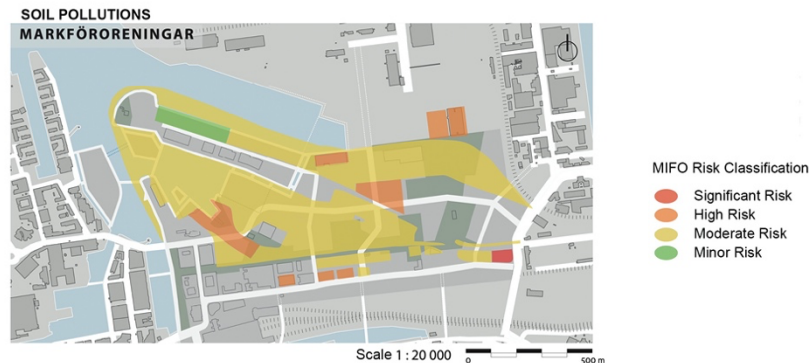 SOIL POLLUTIONS
MARKFÖRORENINGAR
MIFO Risk Classification
Significant Risk
High Risk
Moderate Risk
Minor Risk
Scale 1 : 20 000
0 500 m